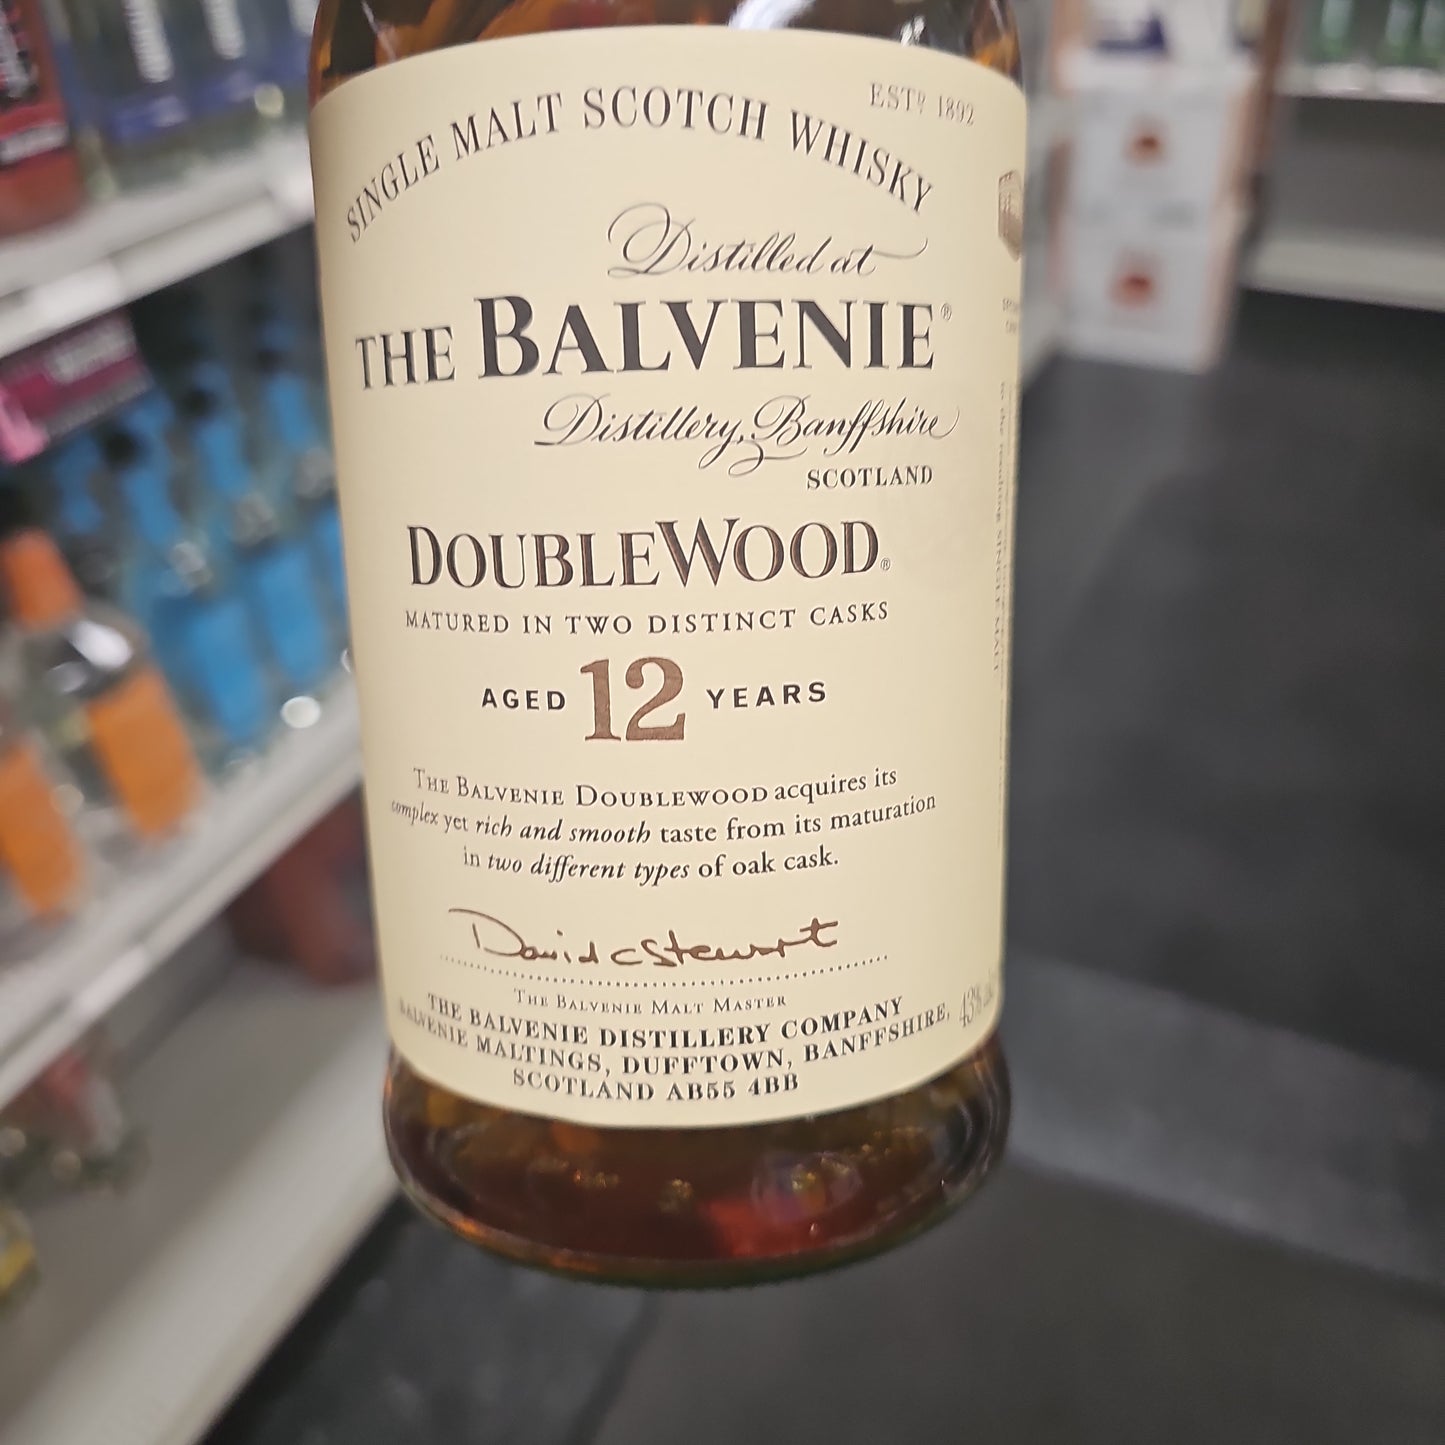 ESTD 1892
SINGLE MALT SCOTCH WHISKY
Distilled at
THE BALVENIE®
Distillery, Banffshire
SCOTLAND
DOUBLEWOOD®
MATURED IN TWO DISTINCT CASKS
AGED 12 YEARS
THE BALVENIE DOUBLEWOOD acquires its
complex yet rich and smooth taste from its maturation
in two different types of oak cask.
David C Stewart
THE BALVENIE MALT MASTER
THE BALVENIE DISTILLERY COMPANY
BALVENIE MALTINGS, DUFFTOWN, BANFFSHIRE,
SCOTLAND AB55 4BB
43%